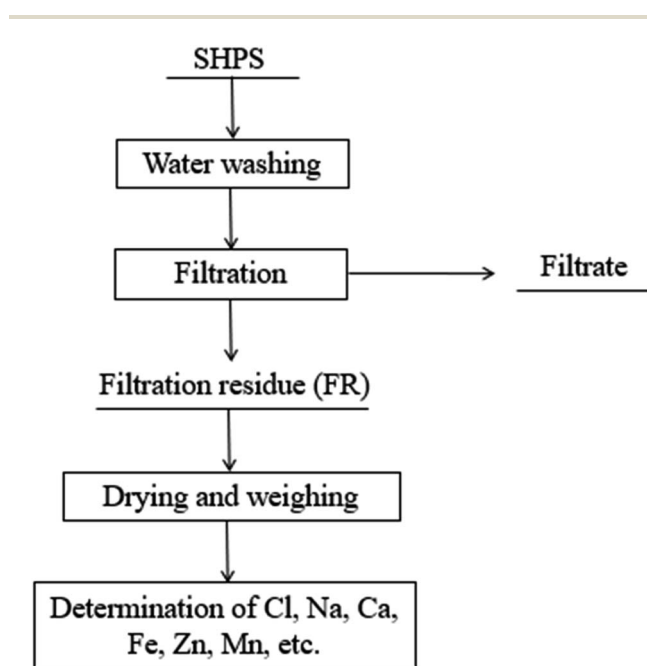 SHPS
Water washing
Filtration
Filtrate
Filtration residue (FR)
Drying and weighing
Determination of Cl, Na, Ca,
Fe, Zn, Mn, etc.